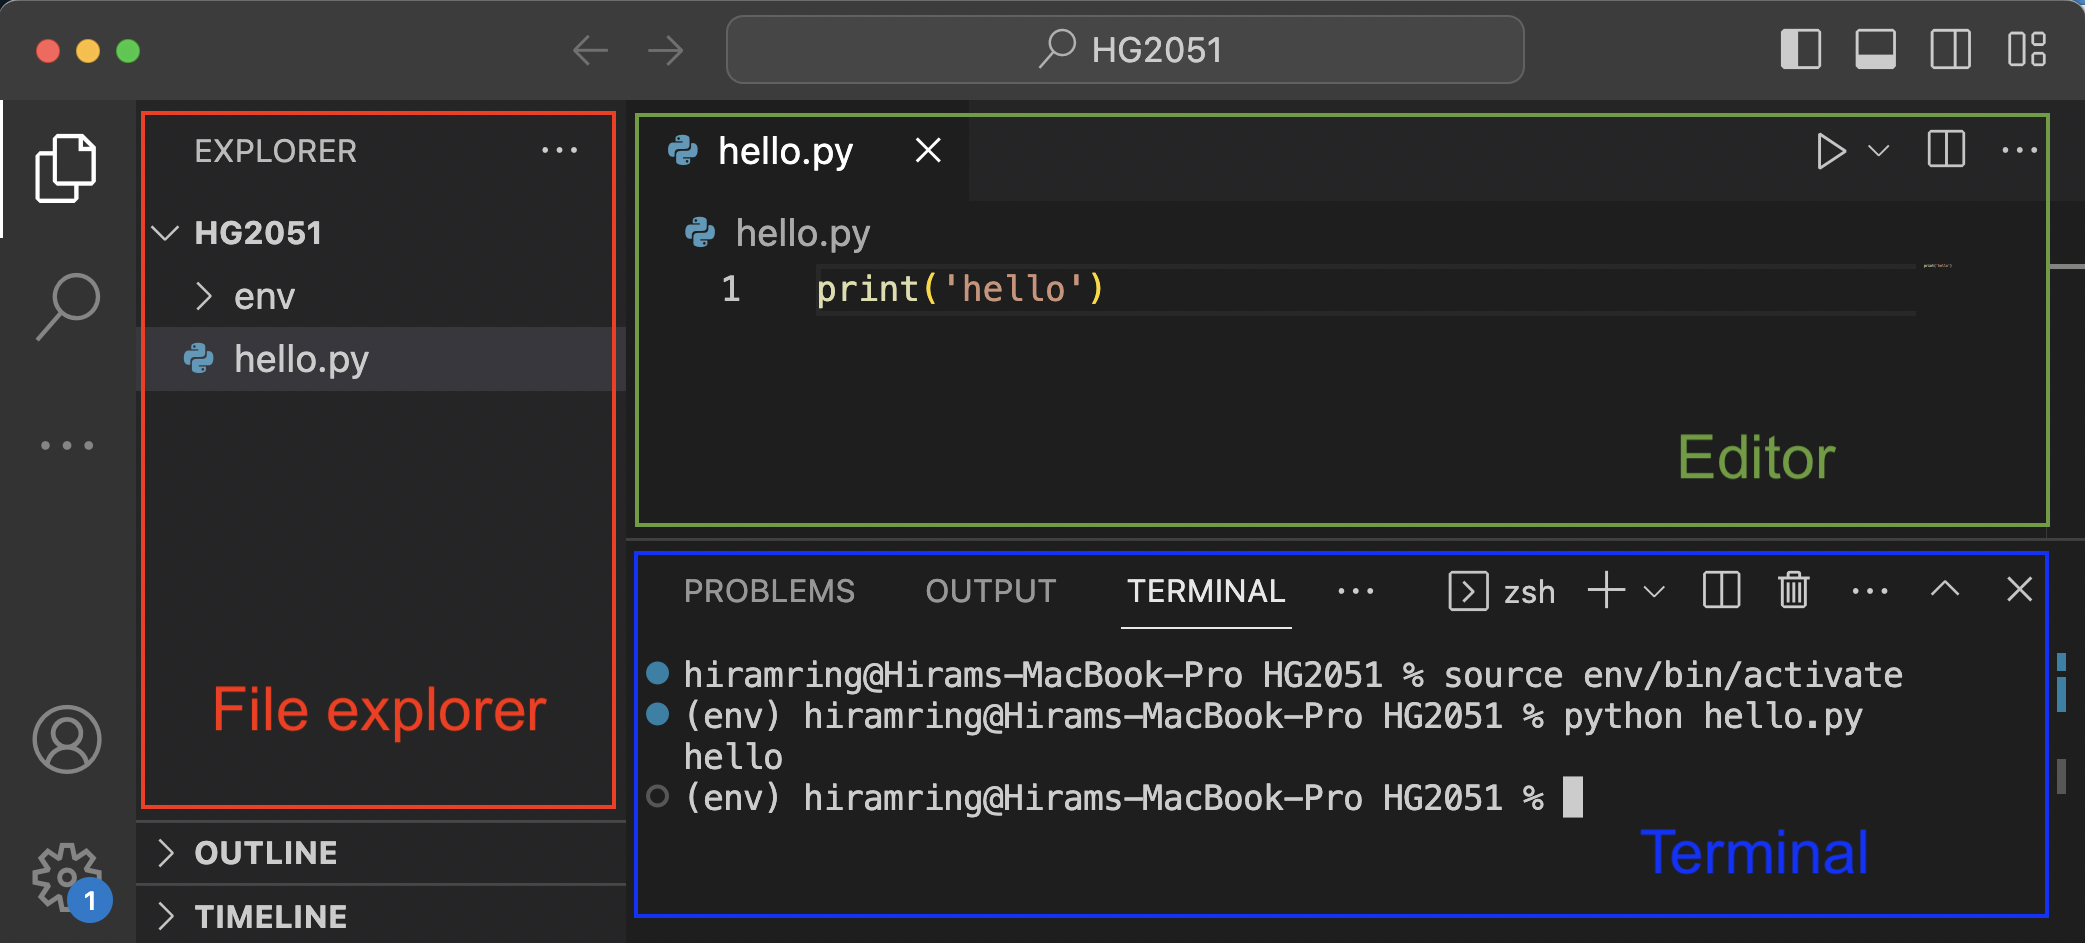 HG2051
EXPLORER
HG2051
env
hello.py
File explorer
OUTLINE
TIMELINE
1
hello.py
hello.py
1 print('hello')
print('hello')
Editor
PROBLEMS OUTPUT TERMINAL zsh
hiramring@Hirams-MacBook-Pro HG2051 % source env/bin/activate
(env) hiramring@Hirams-MacBook-Pro HG2051 % python hello.py
hello
(env) hiramring@Hirams-MacBook-Pro HG2051 %
Terminal